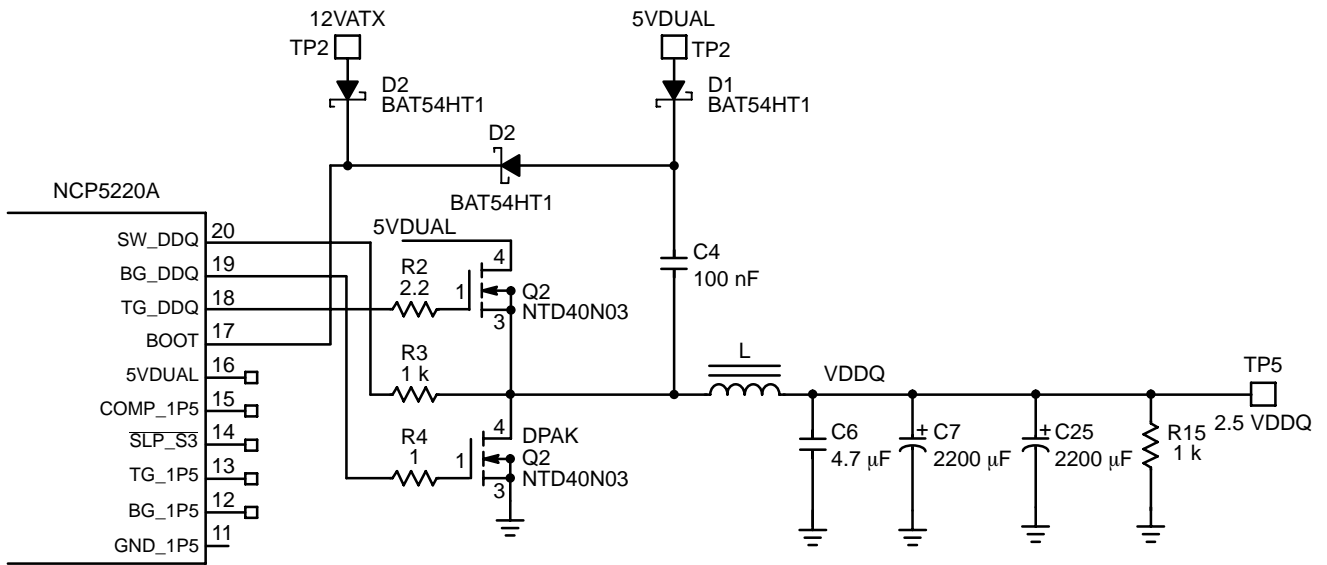 12VATX
5VDUAL
TP2
TP2
D2
BAT54HT1
D1
BAT54HT1
D2
BAT54HT1
NCP5220A
5VDUAL
SW_DDQ 20
BG_DDQ 19
TG_DDQ 18
BOOT 17
5VDUAL 16
COMP_1P5 15
SLP_S3 14
TG_1P5 13
BG_1P5 12
GND_1P5 11
R2
2.2
4
1
3
Q2
NTD40N03
C4
100 nF
R3
1 k
R4
1
4
1
3
DPAK
Q2
NTD40N03
L
VDDQ
TP5
2.5 VDDQ
C6
4.7 μF
+ C7
2200 μF
+ C25
2200 μF
R15
1 k